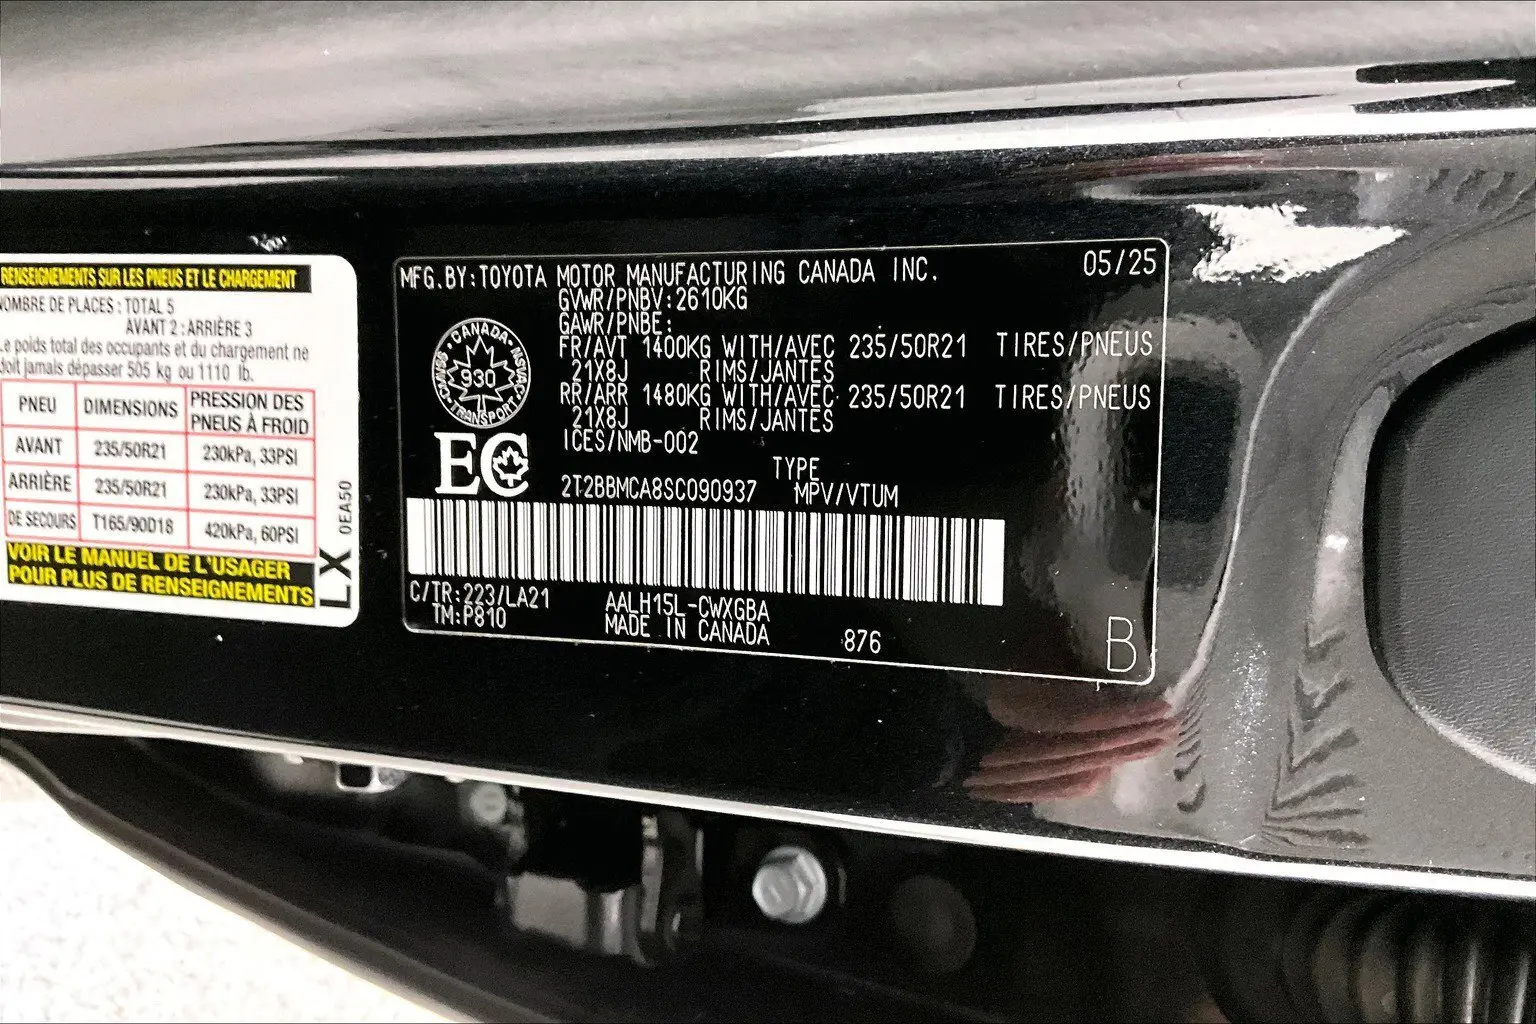 RENSEIGNEMENTS SUR LES PNEUS ET LE CHARGEMENT
NOMBRE DE PLACES : TOTAL 5
AVANT 2 : ARRIÈRE 3
Le poids total des occupants et du chargement ne
doit jamais dépasser 505 kg ou 1110 lb.
PNEU DIMENSIONS PRESSION DES PNEUS À FROID
AVANT 235/50R21 230kPa, 33PSI
ARRIÈRE 235/50R21 230kPa, 33PSI
DE SECOURS T165/90D18 420kPa, 60PSI
VOIR LE MANUEL DE L'USAGER
POUR PLUS DE RENSEIGNEMENTS
LX 0EA50
MFG.BY:TOYOTA MOTOR MANUFACTURING CANADA INC. 05/25
GVWR/PNBV:2610KG
GAWR/PNBE:
FR/AVT 1400KG WITH/AVEC 235/50R21 TIRES/PNEUS
21X8J RIMS/JANTES
RR/ARR 1480KG WITH/AVEC 235/50R21 TIRES/PNEUS
21X8J RIMS/JANTES
ICES/NMB-002
CANADA
TRANSPORT
930
EC
TYPE
2T2BBMCA8SC090937 MPV/VTUM
C/TR:223/LA21 AALH15L-CWXGBA
TM:P810 MADE IN CANADA 876
B